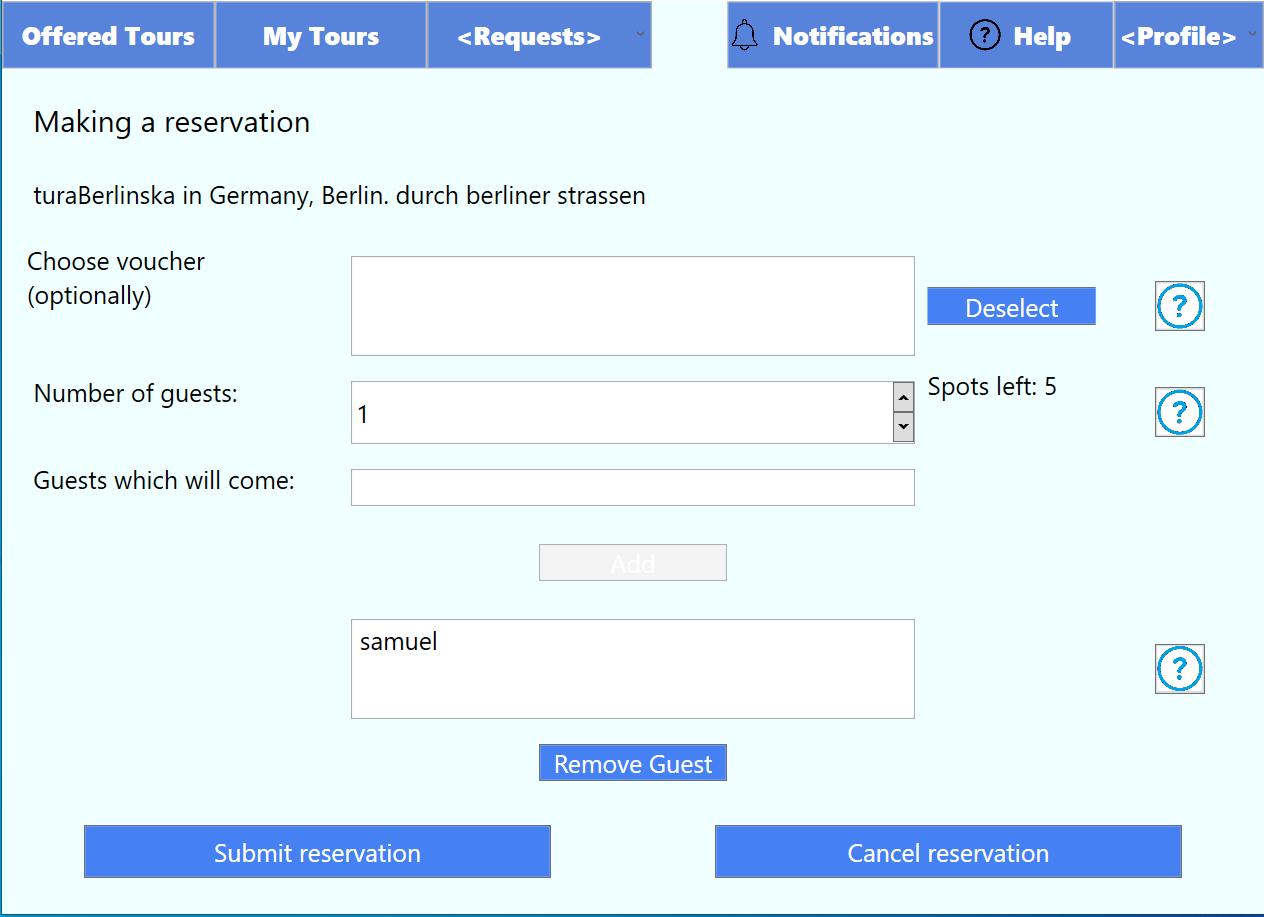 Offered Tours My Tours <Requests> Notifications ? Help <Profile>
Making a reservation
turaBerlinska in Germany, Berlin. durch berliner strassen
Choose voucher
(optionally)
Deselect ?
Number of guests: 1 Spots left: 5 ?
Guests which will come:
Add
samuel ?
Remove Guest
Submit reservation Cancel reservation